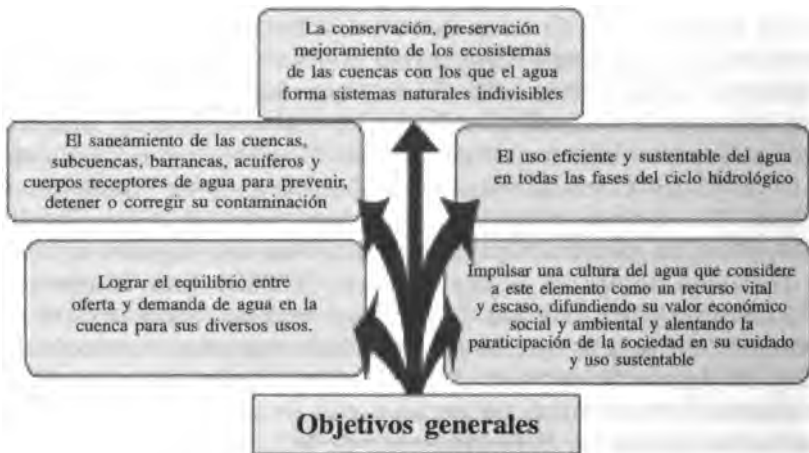 La conservación, preservación
mejoramiento de los ecosistemas
de las cuencas con los que el agua
forma sistemas naturales indivisibles
El saneamiento de las cuencas,
subcuencas, barrancas, acuíferos y
cuerpos receptores de agua para prevenir,
detener o corregir su contaminación
El uso eficiente y sustentable del agua
en todas las fases del ciclo hidrológico
Lograr el equilibrio entre
oferta y demanda de agua en la
cuenca para sus diversos usos.
Impulsar una cultura del agua que considere
a este elemento como un recurso vital
y escaso, difundiendo su valor económico
social y ambiental y alentando la
paraticipación de la sociedad en su cuidado
y uso sustentable
Objetivos generales